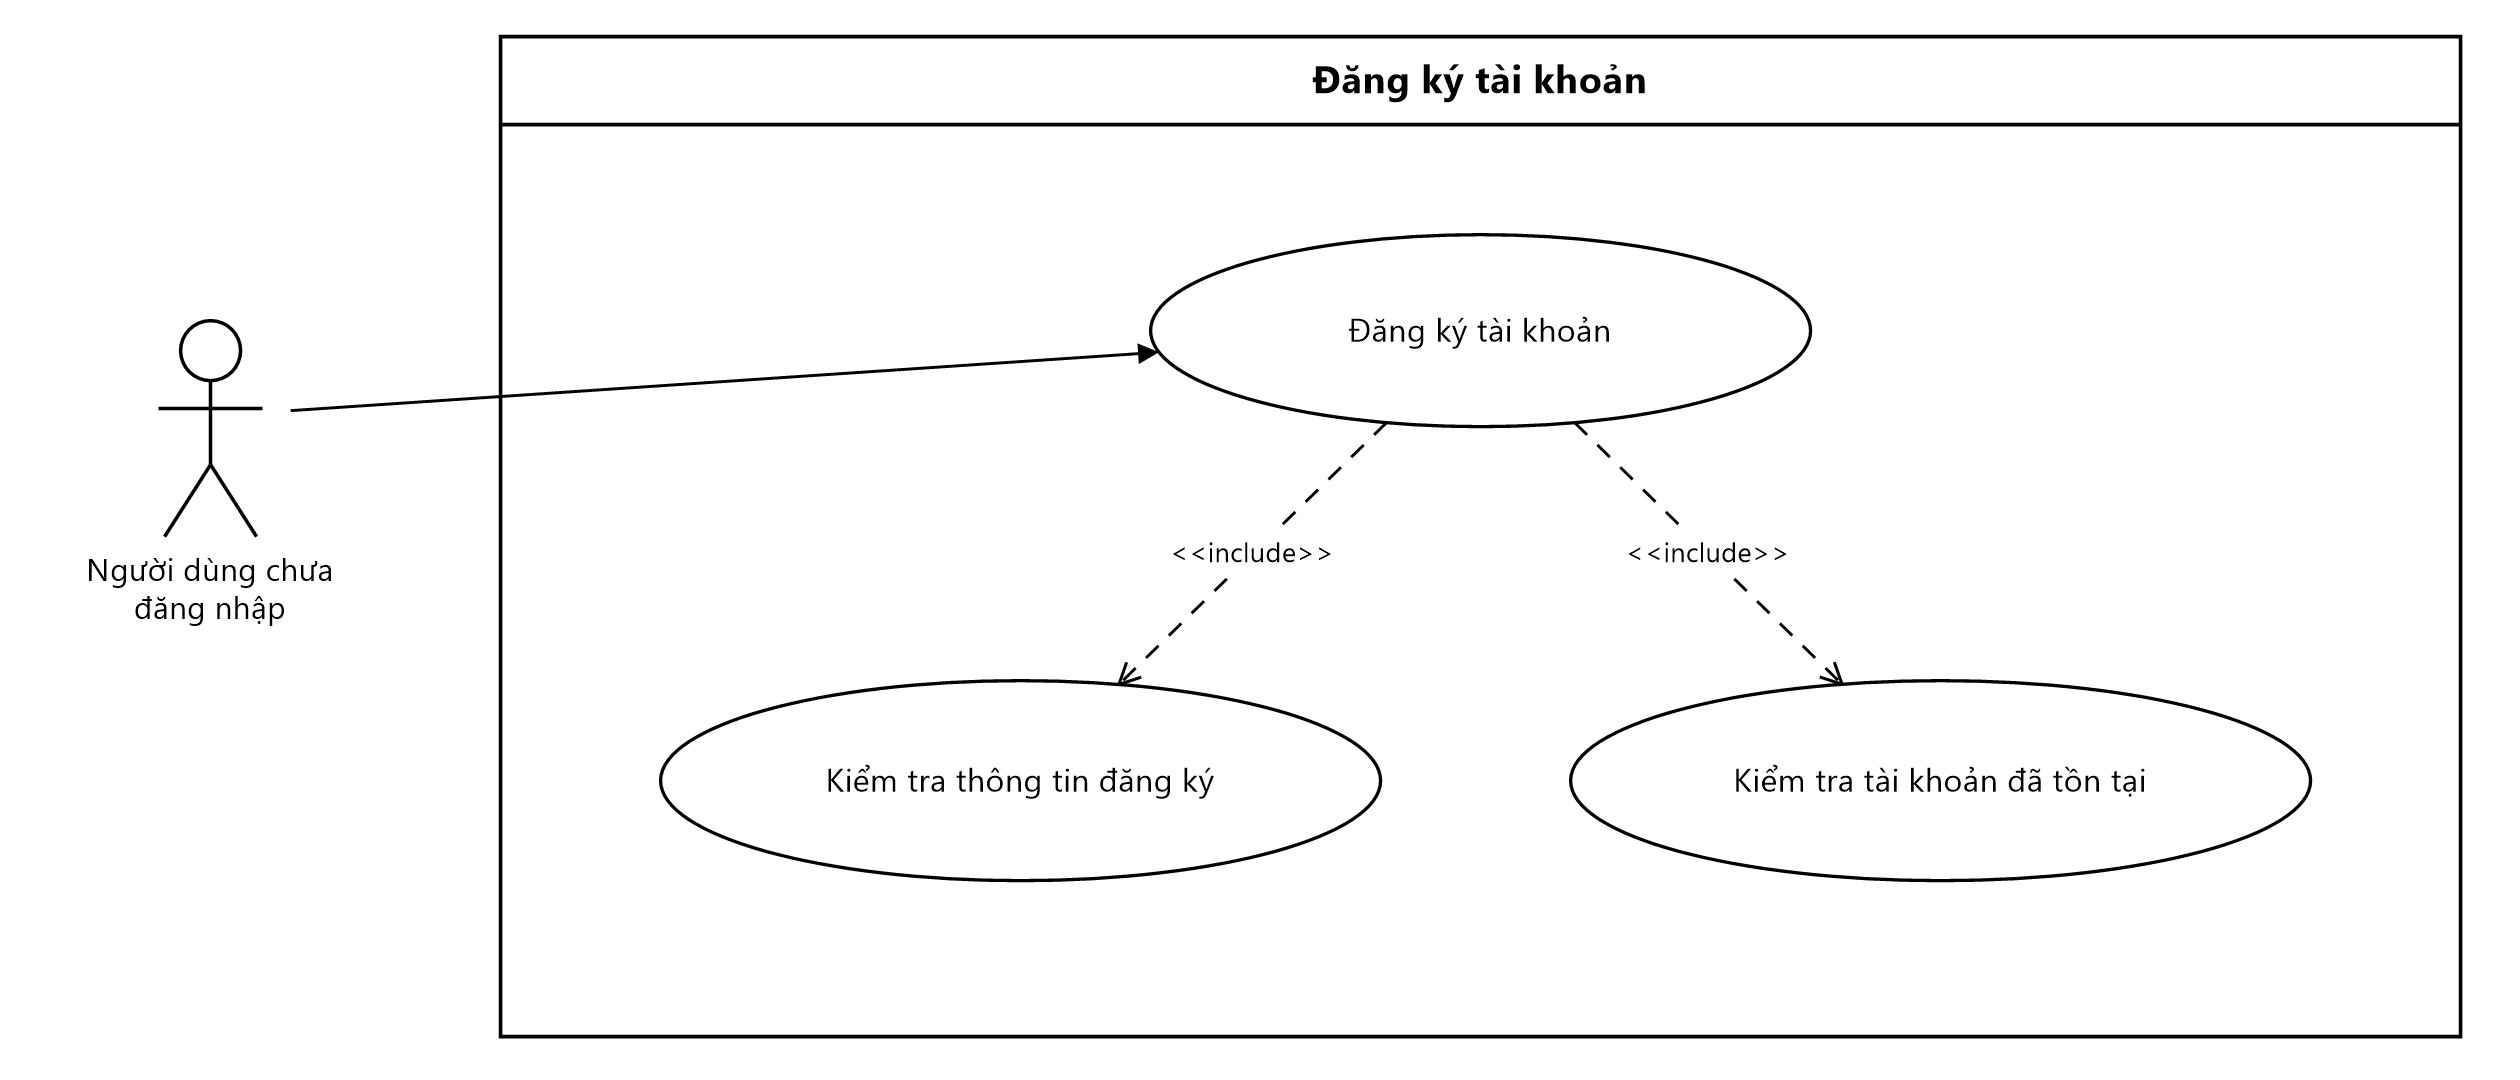 Đăng ký tài khoản
Đăng ký tài khoản
Người dùng chưa
đăng nhập
<<include>> <<include>>
Kiểm tra thông tin đăng ký
Kiểm tra tài khoản đã tồn tại